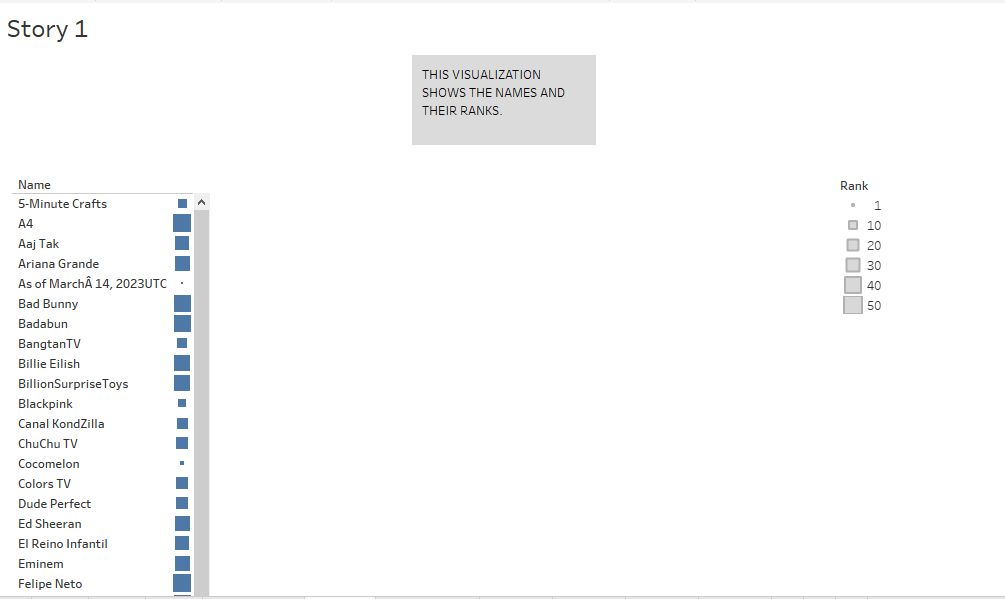 Story 1
THIS VISUALIZATION
SHOWS THE NAMES AND
THEIR RANKS.
Name
5-Minute Crafts
A4
Aaj Tak
Ariana Grande
As of MarchÂ 14, 2023UTC
Bad Bunny
Badabun
BangtanTV
Billie Eilish
BillionSurpriseToys
Blackpink
Canal KondZilla
ChuChu TV
Cocomelon
Colors TV
Dude Perfect
Ed Sheeran
El Reino Infantil
Eminem
Felipe Neto
Rank
1
10
20
30
40
50